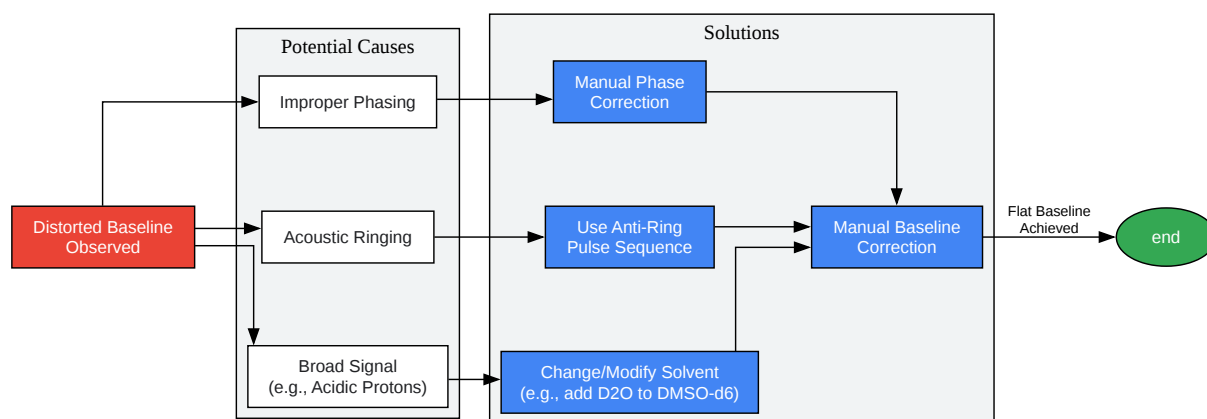 Potential Causes
Solutions
Improper Phasing
Manual Phase
Correction
Distorted Baseline
Observed
Acoustic Ringing
Use Anti-Ring
Pulse Sequence
Manual Baseline
Correction
Flat Baseline
Achieved
end
Broad Signal
(e.g., Acidic Protons)
Change/Modify Solvent
(e.g., add D2O to DMSO-d6)